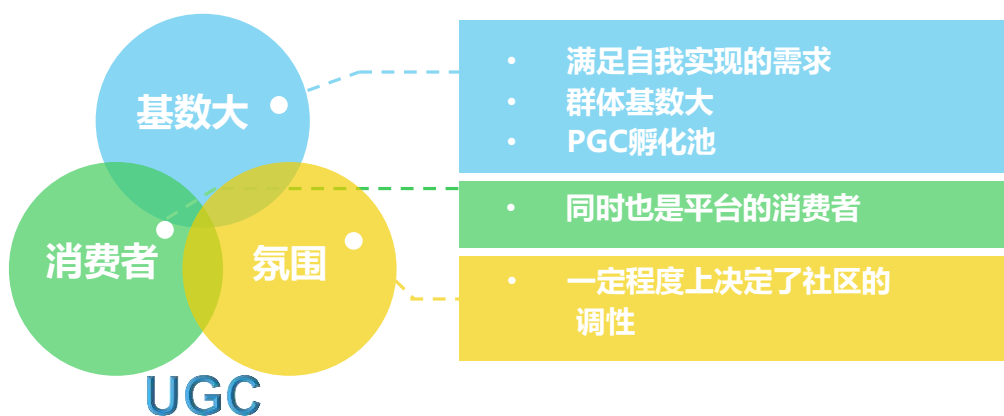 基数大
消费者
氛围
UGC
• 满足自我实现的需求
• 群体基数大
• PGC孵化池
• 同时也是平台的消费者
• 一定程度上决定了社区的
调性